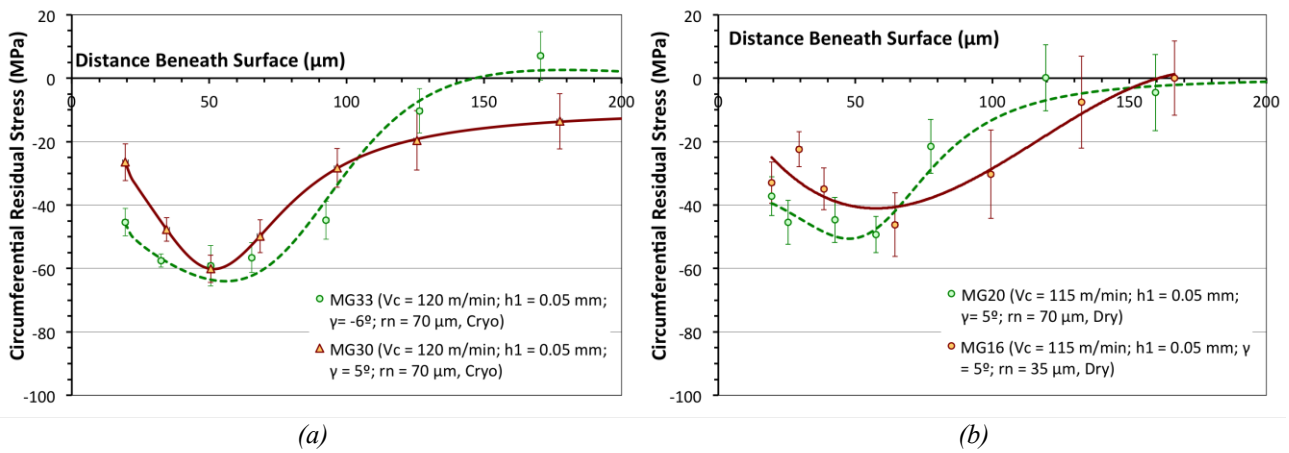 20
0
-20
-40
-60
-80
-100
Circumferential Residual Stress (MPa)
Distance Beneath Surface (µm)
0
50
100
150
200
MG33 (Vc = 120 m/min; h1 = 0.05 mm;
γ= -6º; rn = 70 µm, Cryo)
MG30 (Vc = 120 m/min; h1 = 0.05 mm;
γ = 5º; rn = 70 µm, Cryo)
(a)
20
0
-20
-40
-60
-80
-100
Circumferential Residual Stress (MPa)
Distance Beneath Surface (µm)
0
50
100
150
200
MG20 (Vc = 115 m/min; h1 = 0.05 mm;
γ= 5º; rn = 70 µm, Dry)
MG16 (Vc = 115 m/min; h1 = 0.05 mm; γ
= 5º; rn = 35 µm, Dry)
(b)